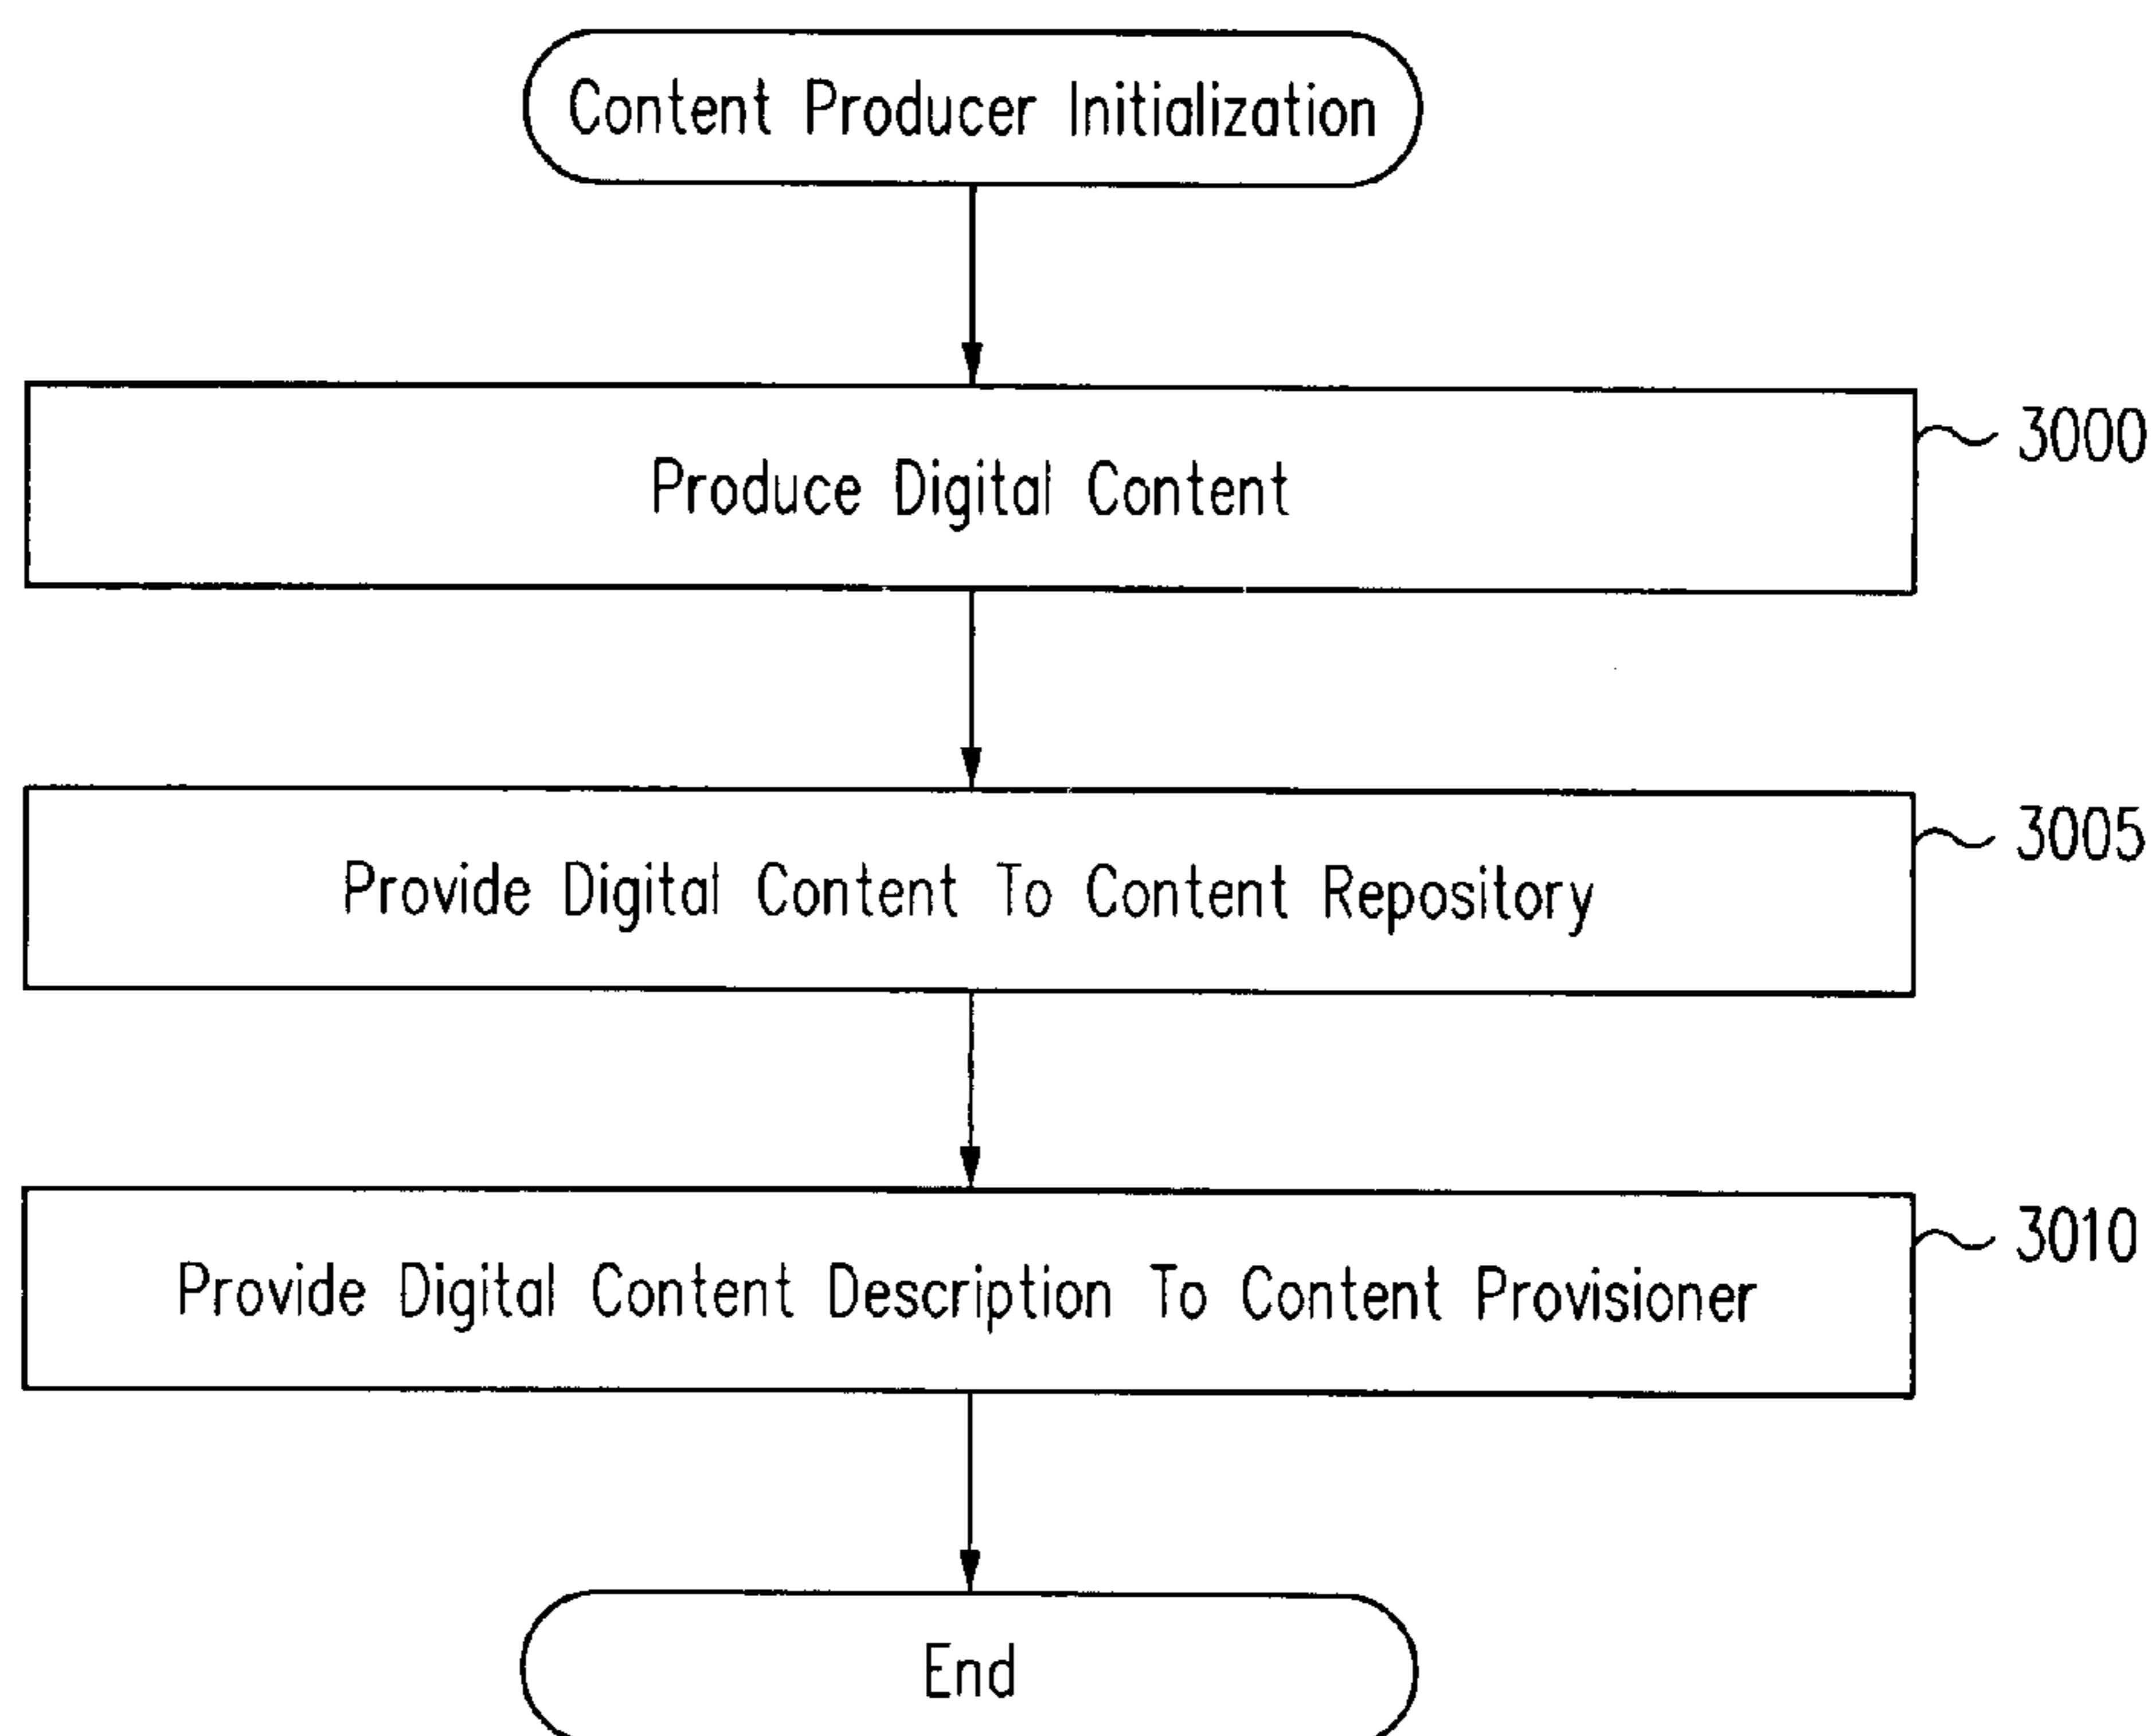 Content Producer Initialization
Produce Digital Content
3000
Provide Digital Content To Content Repository
3005
Provide Digital Content Description To Content Provisioner
3010
End